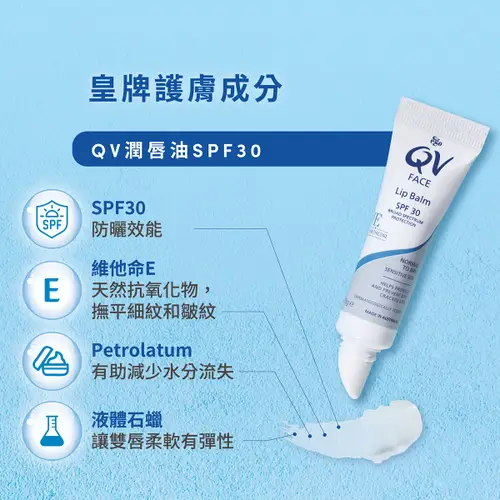 皇牌護膚成分
QV潤唇油SPF30
SPF
SPF30
防曬效能
E
維他命E
天然抗氧化物，
撫平細紋和皺紋
Petrolatum
有助減少水分流失
液體石蠟
讓雙唇柔軟有彈性
Ego
QV
FACE
Lip Balm
SPF 30
BROAD SPECTRUM
PROTECTION
E
SENSITIVE
MADE IN AUSTRALIA